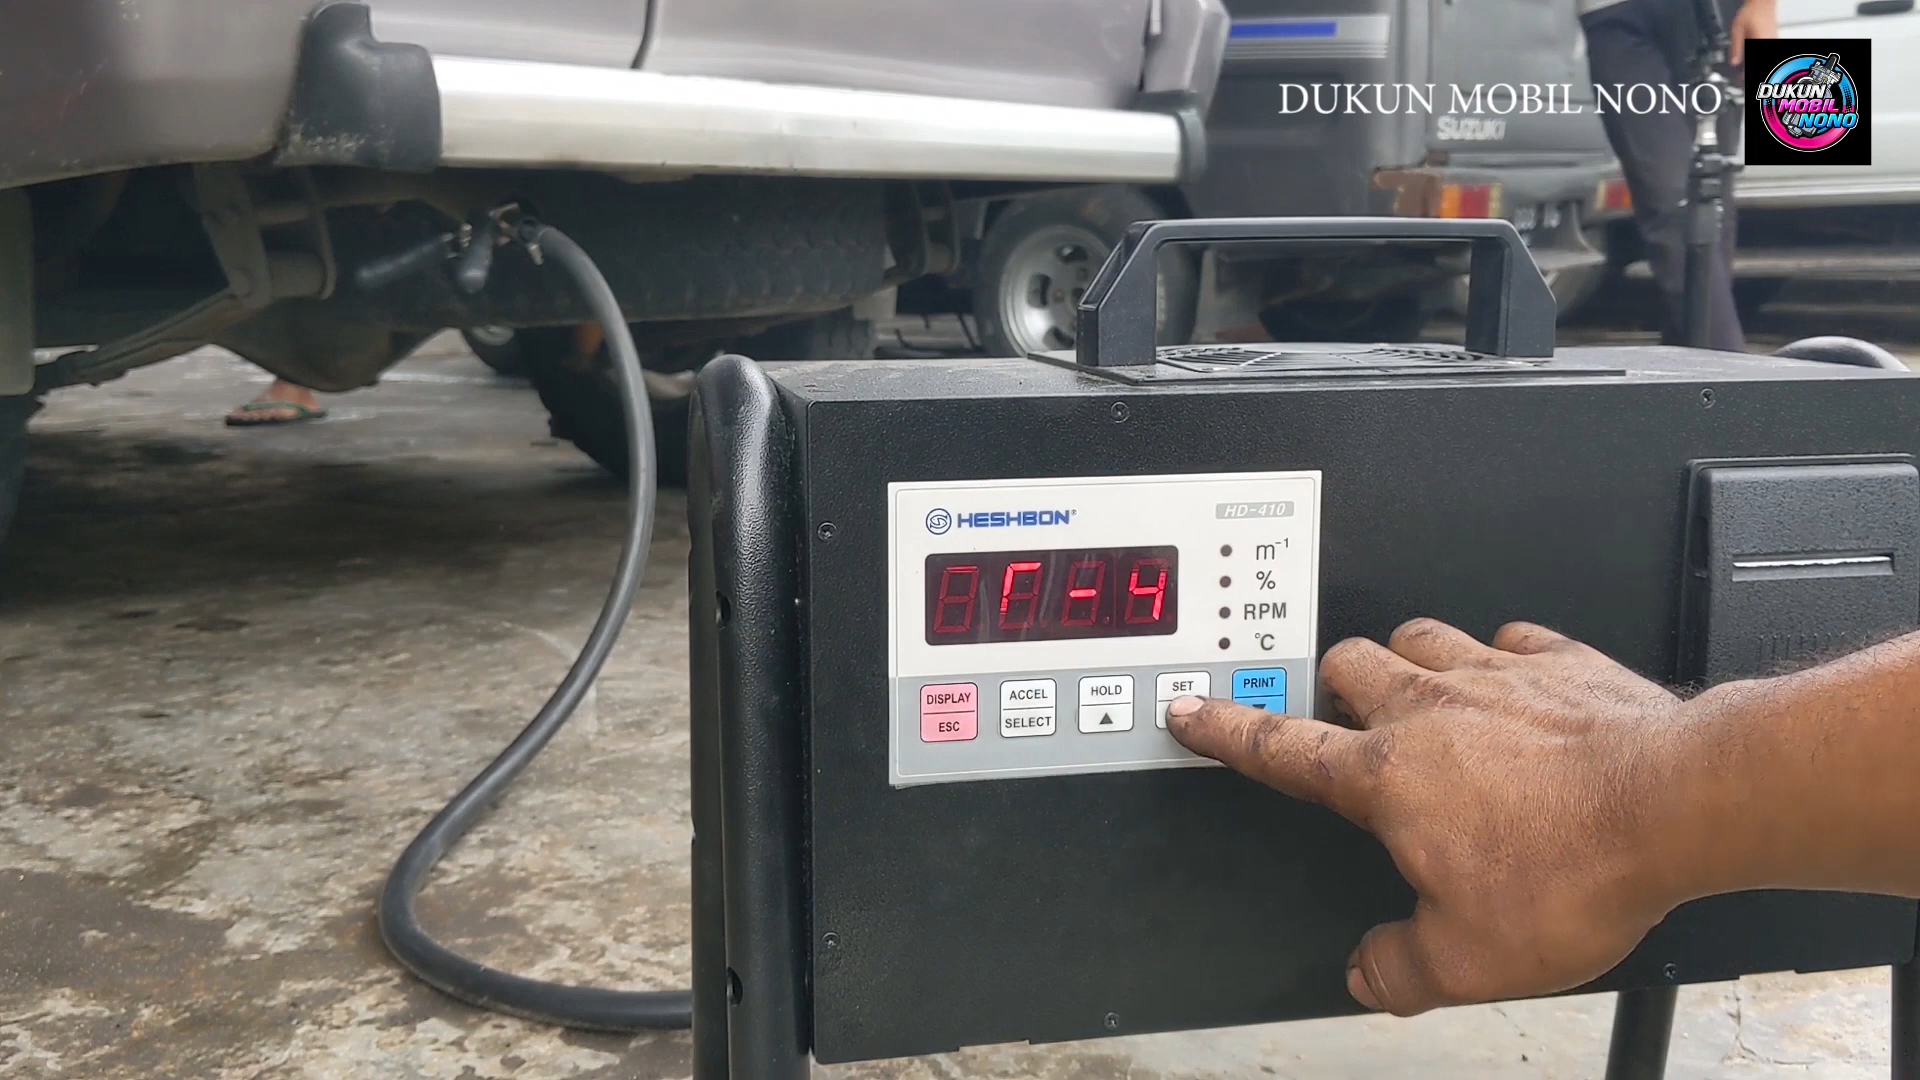 DUKUN MOBIL NONO
DUKUN
MOBIL
NONO
SUZUKI
HESHBON®
HD-410
Γ-4
m⁻¹
%
RPM
°C
DISPLAY
ESC
ACCEL
SELECT
HOLD
▲
SET
PRINT
▼